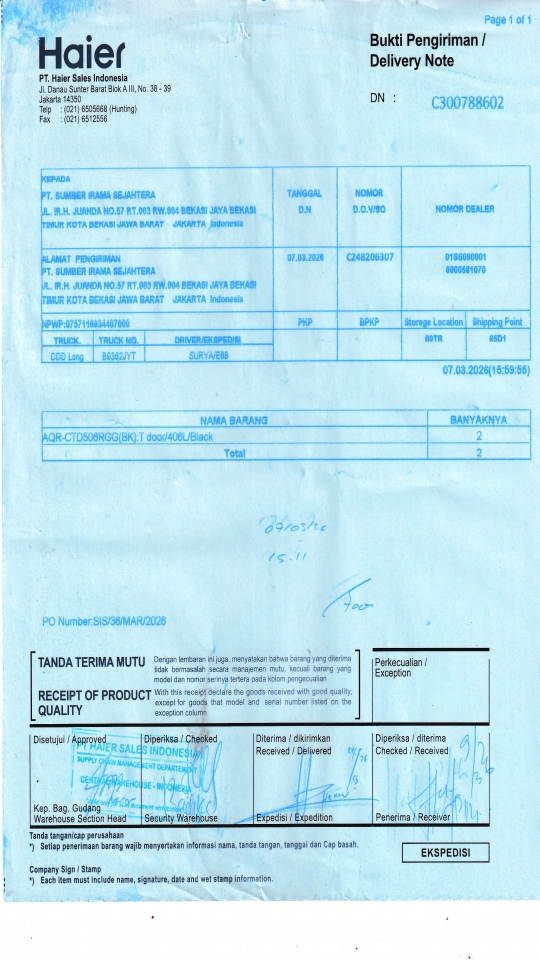 Page 1 of 1
Haier
Bukti Pengiriman /
Delivery Note
PT. Haier Sales Indonesia
Jl. Danau Sunter Barat Blok A III, No. 38 - 39
Jakarta 14350
Telp : (021) 6505668 (Hunting)
Fax : (021) 6512556
DN : C300788602
KEPADA
PT. SUMBER IRAMA SEJAHTERA
JL. IR.H. JUANDA NO.57 RT.003 RW.004 BEKASI JAYA BEKASI
TIMUR KOTA BEKASI JAWA BARAT JAKARTA Indonesia
TANGGAL
D.N
NOMOR
D.O.V/SO
NOMOR DEALER
ALAMAT PENGIRIMAN
PT. SUMBER IRAMA SEJAHTERA
JL. IR.H. JUANDA NO.57 RT.003 RW.004 BEKASI JAYA BEKASI
TIMUR KOTA BEKASI JAWA BARAT JAKARTA Indonesia
07.03.2026
C248206307
PKP
BPKP
Storege Location
Shipping Point
TRUCK.
TRUCK NO.
DRIVER/EKSPEDISI
CDD Long
B9362JYT
07.03.2026(15:59:55)
NAMA BARANG
BANYAKNYA
AQR-CTD506RGG(BK):T door/406L/Black
2
Total
2
07/03/26
15.11
PO Number:SIS/36/MAR/2026
TANDA TERIMA MUTU
Dengan lembaran ini juga, menyatakan bahwa barang yang diterima
tidak bermasalah secara manajemen mutu, kecuali barang yang
model dan nomor serinya tertera pada kolom pengecualian
RECEIPT OF PRODUCT
QUALITY
With this receipt declare the goods received with good quality,
except for goods that model and serial number listed on the
exception column
Perkecualian /
Exception
Disetujui / Approved
Diperiksa / Checked
Diterima / dikirimkan
Received / Delivered
Diperiksa / diterima
Checked / Received
PT HAIER SALES INDONESIA
SUPPLY CHAIN MANAGEMENT DEPARTEMENT
CENTRAL WAREHOUSE - INDONESIA
Kep. Bag. Gudang
Warehouse Section Head
Security Warehouse
Expedisi / Expedition
Penerima / Receiver
Tanda tangan/cap perusahaan
*) Setiap penerimaan barang wajib menyertakan informasi nama, tanda tangan, tanggal dan Cap basah.
EKSPEDISI
Company Sign / Stamp
*) Each item must include name, signature, date and wet stamp information.